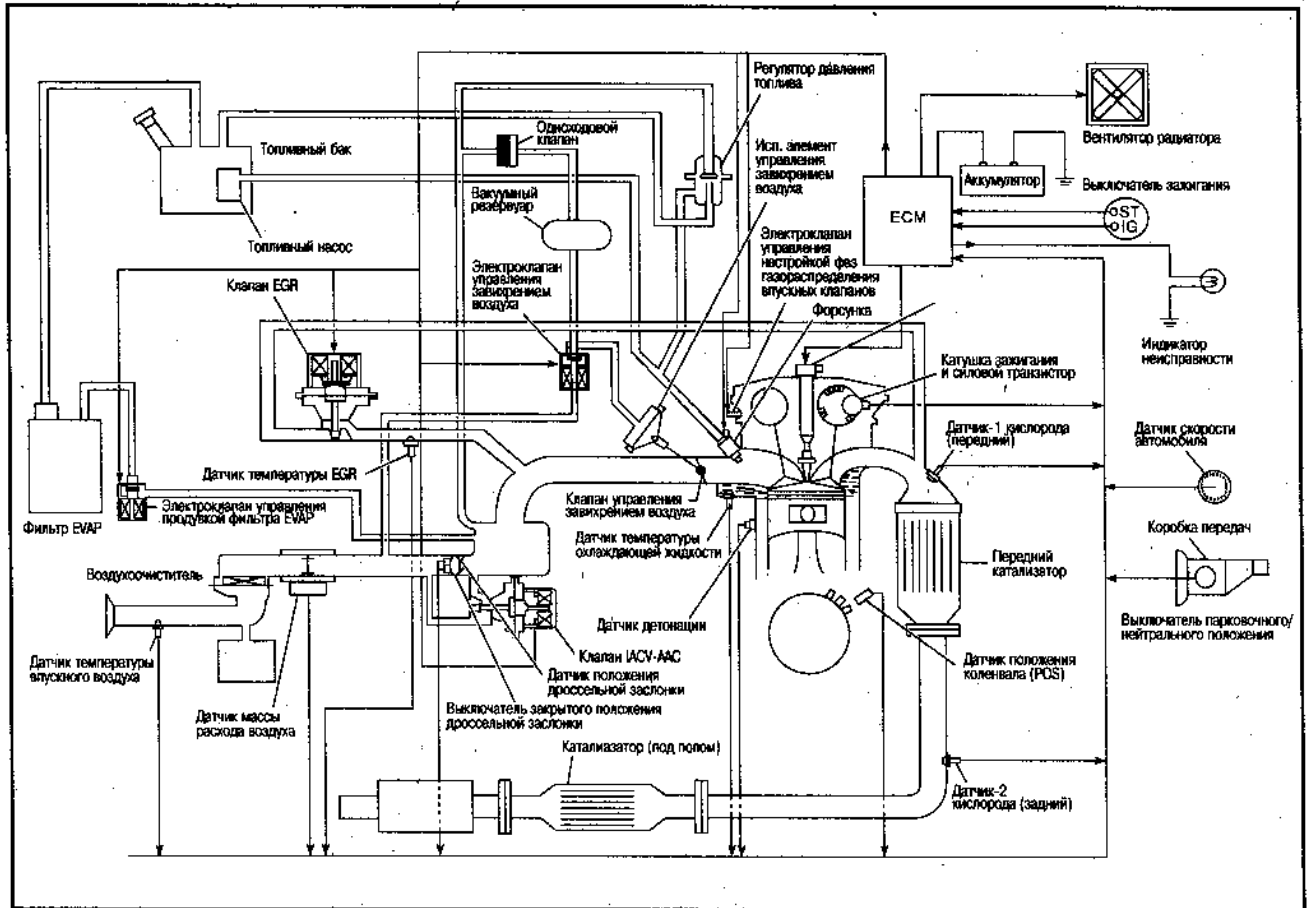 Регулятор давления
топлива
Вентилятор радиатора
Одноходовой
клапан
Топливный бак
Исп. элемент
управления
завихрением
воздуха
Аккумулятор
Выключатель зажигания
Вакуумный
резервуар
ECM
ST
IG
Топливный насос
Электроклапан
управления
настройкой фаз
газораспределения
впускных клапанов
Электроклапан
управления
завихрением
воздуха
Клапан EGR
Форсунка
Индикатор
неисправности
Катушка зажигания
и силовой транзистор
Датчик-1 кислорода
(передний)
Датчик скорости
автомобиля
Датчик температуры EGR
Клапан управления
завихрением воздуха
Фильтр EVAP
Электроклапан управления
продувкой фильтра EVAP
Датчик температуры
охлаждающей жидкости
Коробка передач
Передний
катализатор
Воздухоочиститель
Выключатель парковочного/
нейтрального положения
Датчик детонации
Клапан IACV-AAC
Датчик температуры
впускного воздуха
Датчик положения
дроссельной заслонки
Датчик положения
коленвала (POS)
Датчик массы
расхода воздуха
Выключатель закрытого положения
дроссельной заслонки
Катализатор (под полом)
Датчик-2
кислорода (задний)